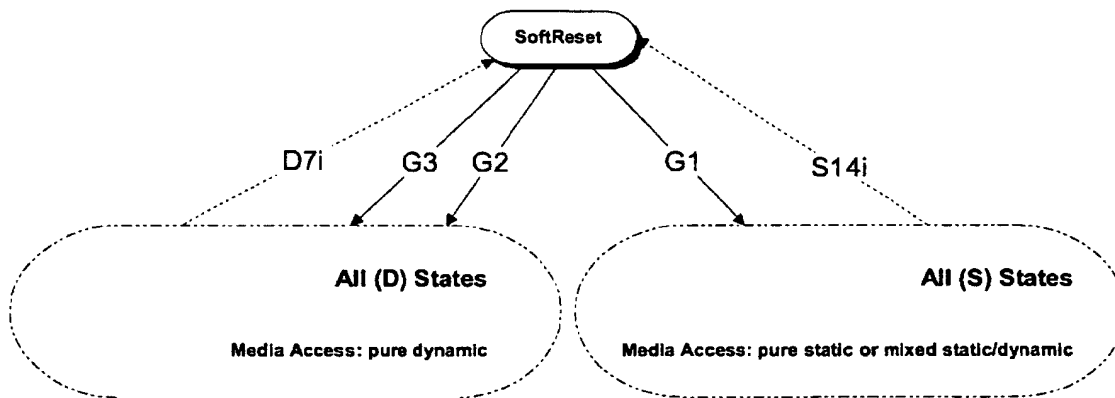 SoftReset
D7i
G3
G2
G1
S14i
All (D) States
All (S) States
Media Access: pure dynamic
Media Access: pure static or mixed static/dynamic